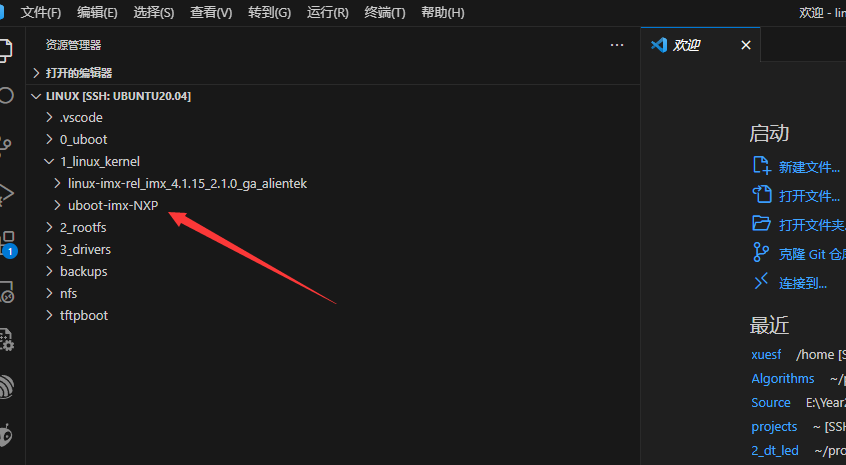 文件(F) 编辑(E) 选择(S) 查看(V) 转到(G) 运行(R) 终端(T) 帮助(H) 欢迎 - lin
资源管理器 ···
打开的编辑器
LINUX [SSH: UBUNTU20.04]
.vscode
0_uboot
1_linux_kernel
linux-imx-rel_imx_4.1.15_2.1.0_ga_alientek
uboot-imx-NXP
2_rootfs
3_drivers
backups
nfs
tftpboot
1
欢迎
启动
新建文件...
打开文件...
打开文件夹
克隆 Git 仓
连接到...
最近
xuesf /home [S
Algorithms ~/p
Source E:\Year
projects ~ [SSH
2_dt_led ~/pro